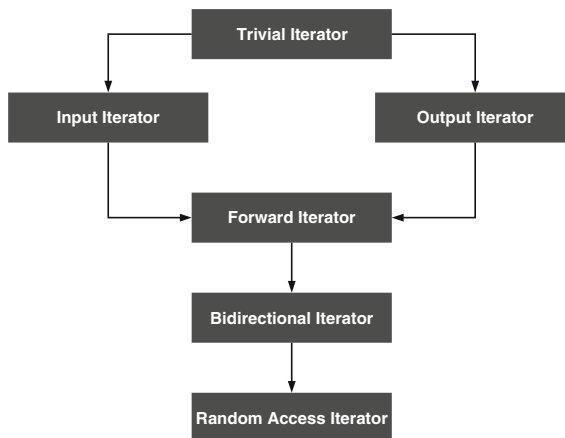 Trivial Iterator
Input Iterator
Output Iterator
Forward Iterator
Bidirectional Iterator
Random Access Iterator